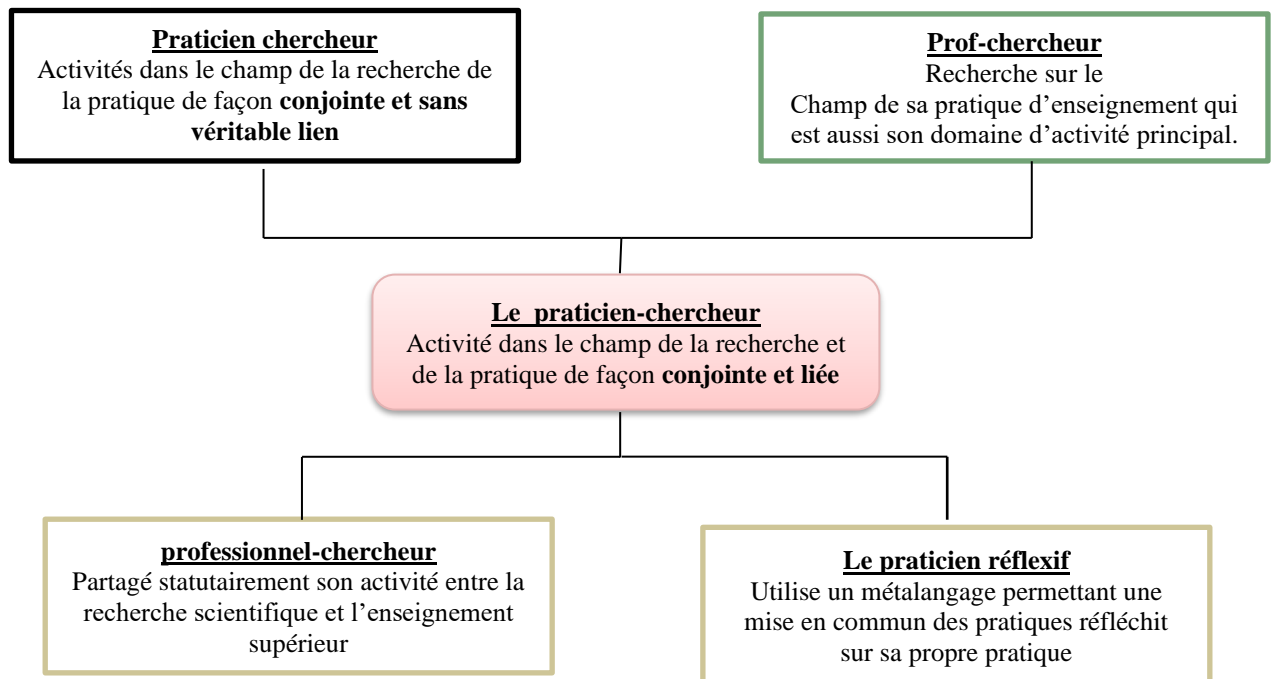 Praticien chercheur
Activités dans le champ de la recherche de
la pratique de façon conjointe et sans
véritable lien
Prof-chercheur
Recherche sur le
Champ de sa pratique d’enseignement qui
est aussi son domaine d’activité principal.
Le praticien-chercheur
Activité dans le champ de la recherche et
de la pratique de façon conjointe et liée
professionnel-chercheur
Partagé statutairement son activité entre la
recherche scientifique et l’enseignement
supérieur
Le praticien réflexif
Utilise un métalangage permettant une
mise en commun des pratiques réfléchit
sur sa propre pratique